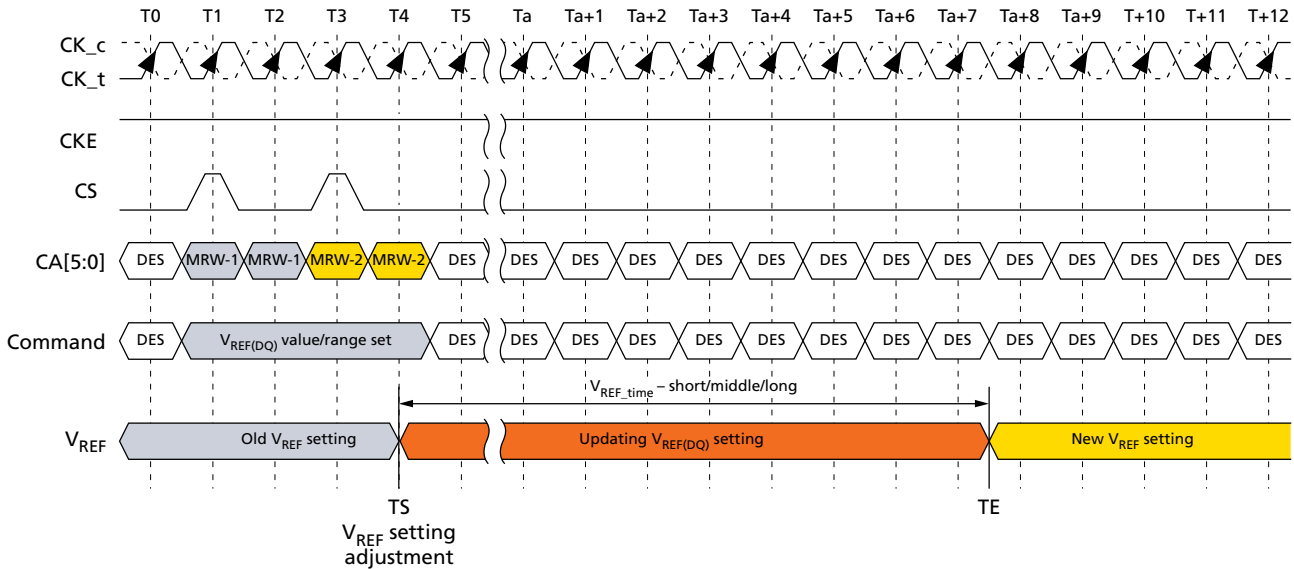 T0 T1 T2 T3 T4 T5 Ta Ta+1 Ta+2 Ta+3 Ta+4 Ta+5 Ta+6 Ta+7 Ta+8 Ta+9 T+10 T+11 T+12
CK_c
CK_t
CKE
CS
CA[5:0] DES MRW-1 MRW-1 MRW-2 MRW-2 DES DES DES DES DES DES DES DES DES DES DES DES DES DES
Command DES VREF(DQ) value/range set DES DES DES DES DES DES DES DES DES DES DES DES DES DES
VREF_time – short/middle/long
VREF Old VREF setting Updating VREF(DQ) setting New VREF setting
TS TE
VREF setting
adjustment